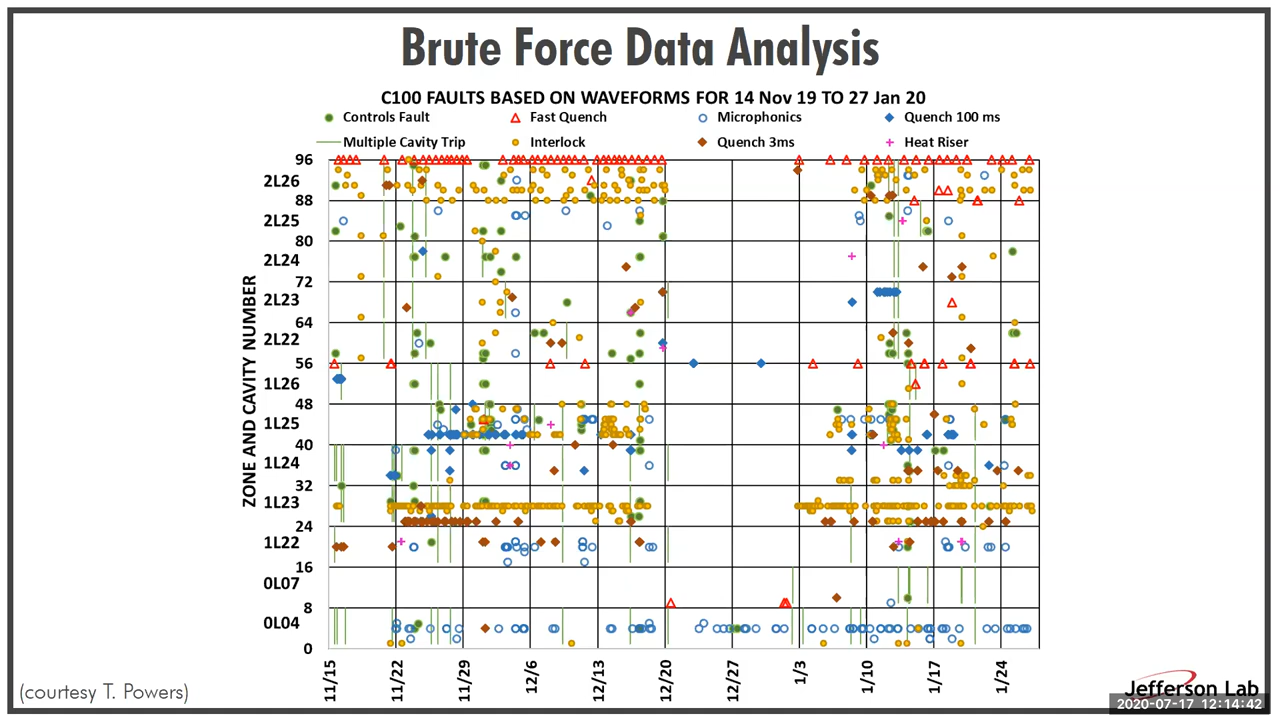 Brute Force Data Analysis
C100 FAULTS BASED ON WAVEFORMS FOR 14 Nov 19 TO 27 Jan 20
Controls Fault Fast Quench Microphonics Quench 100 ms
Multiple Cavity Trip Interlock Quench 3ms Heat Riser
ZONE AND CAVITY NUMBER
96
2L26
88
2L25
80
2L24
72
2L23
64
2L22
56
1L26
48
1L25
40
1L24
32
1L23
24
1L22
16
0L07
8
0L04
0
11/15 11/22 11/29 12/6 12/13 12/20 12/27 1/3 1/10 1/17 1/24
(courtesy T. Powers)
Jefferson Lab
2020-07-17 12:14:42